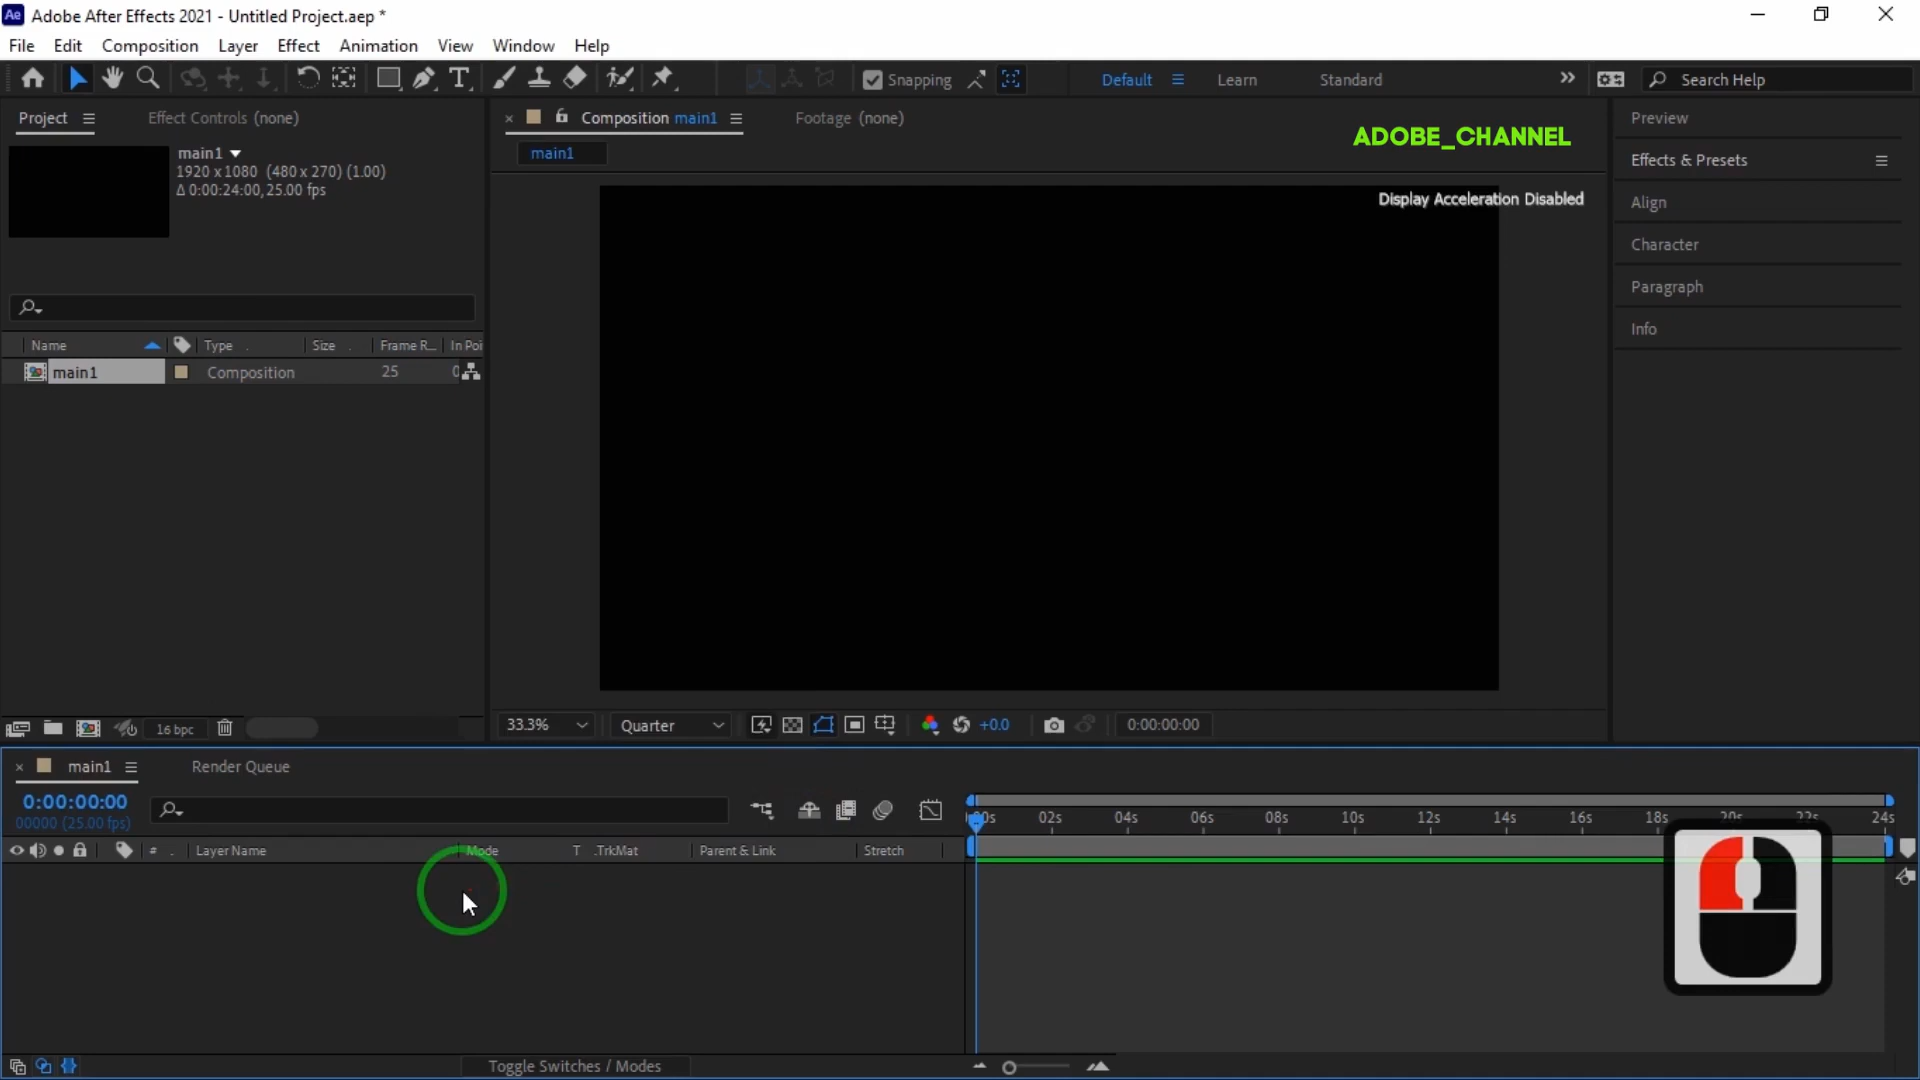 Ae Adobe After Effects 2021 - Untitled Project.aep *
File Edit Composition Layer Effect Animation View Window Help
T Snapping Default Learn Standard Search Help
Project Effect Controls (none)
main1
1920 x 1080 (480 x 270) (1.00)
Δ 0:00:24:00, 25.00 fps
Composition main1 Footage (none)
main1
ADOBE_CHANNEL
Display Acceleration Disabled
Preview
Effects & Presets
Align
Character
Paragraph
Info
Name Type Size Frame R... In Poi
main1 Composition 25 0
16 bpc
33.3% Quarter +0.0 0:00:00:00
main1 Render Queue
0:00:00:00
00000 (25.00 fps)
00s 02s 04s 06s 08s 10s 12s 14s 16s 18s 20s 22s 24s
# Layer Name Mode T .TrkMat Parent & Link Stretch
Toggle Switches / Modes